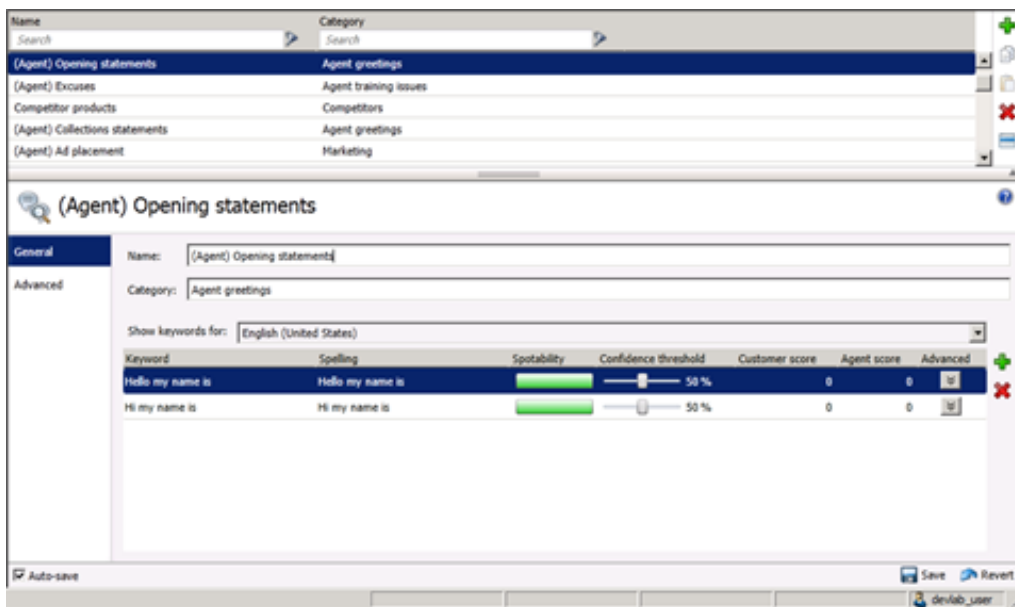 Name Category
Search Search
(Agent) Opening statements Agent greetings
(Agent) Excuses Agent training issues
Competitor products Competitors
(Agent) Collections statements Agent greetings
(Agent) Ad placement Marketing
(Agent) Opening statements
General
Advanced
Name: (Agent) Opening statements
Category: Agent greetings
Show keywords for: English (United States)
Keyword Spelling Spotability Confidence threshold Customer score Agent score Advanced
Hello my name is Hello my name is 50 % 0 0
Hi my name is Hi my name is 50 % 0 0
Auto-save Save Revert
devlab_user